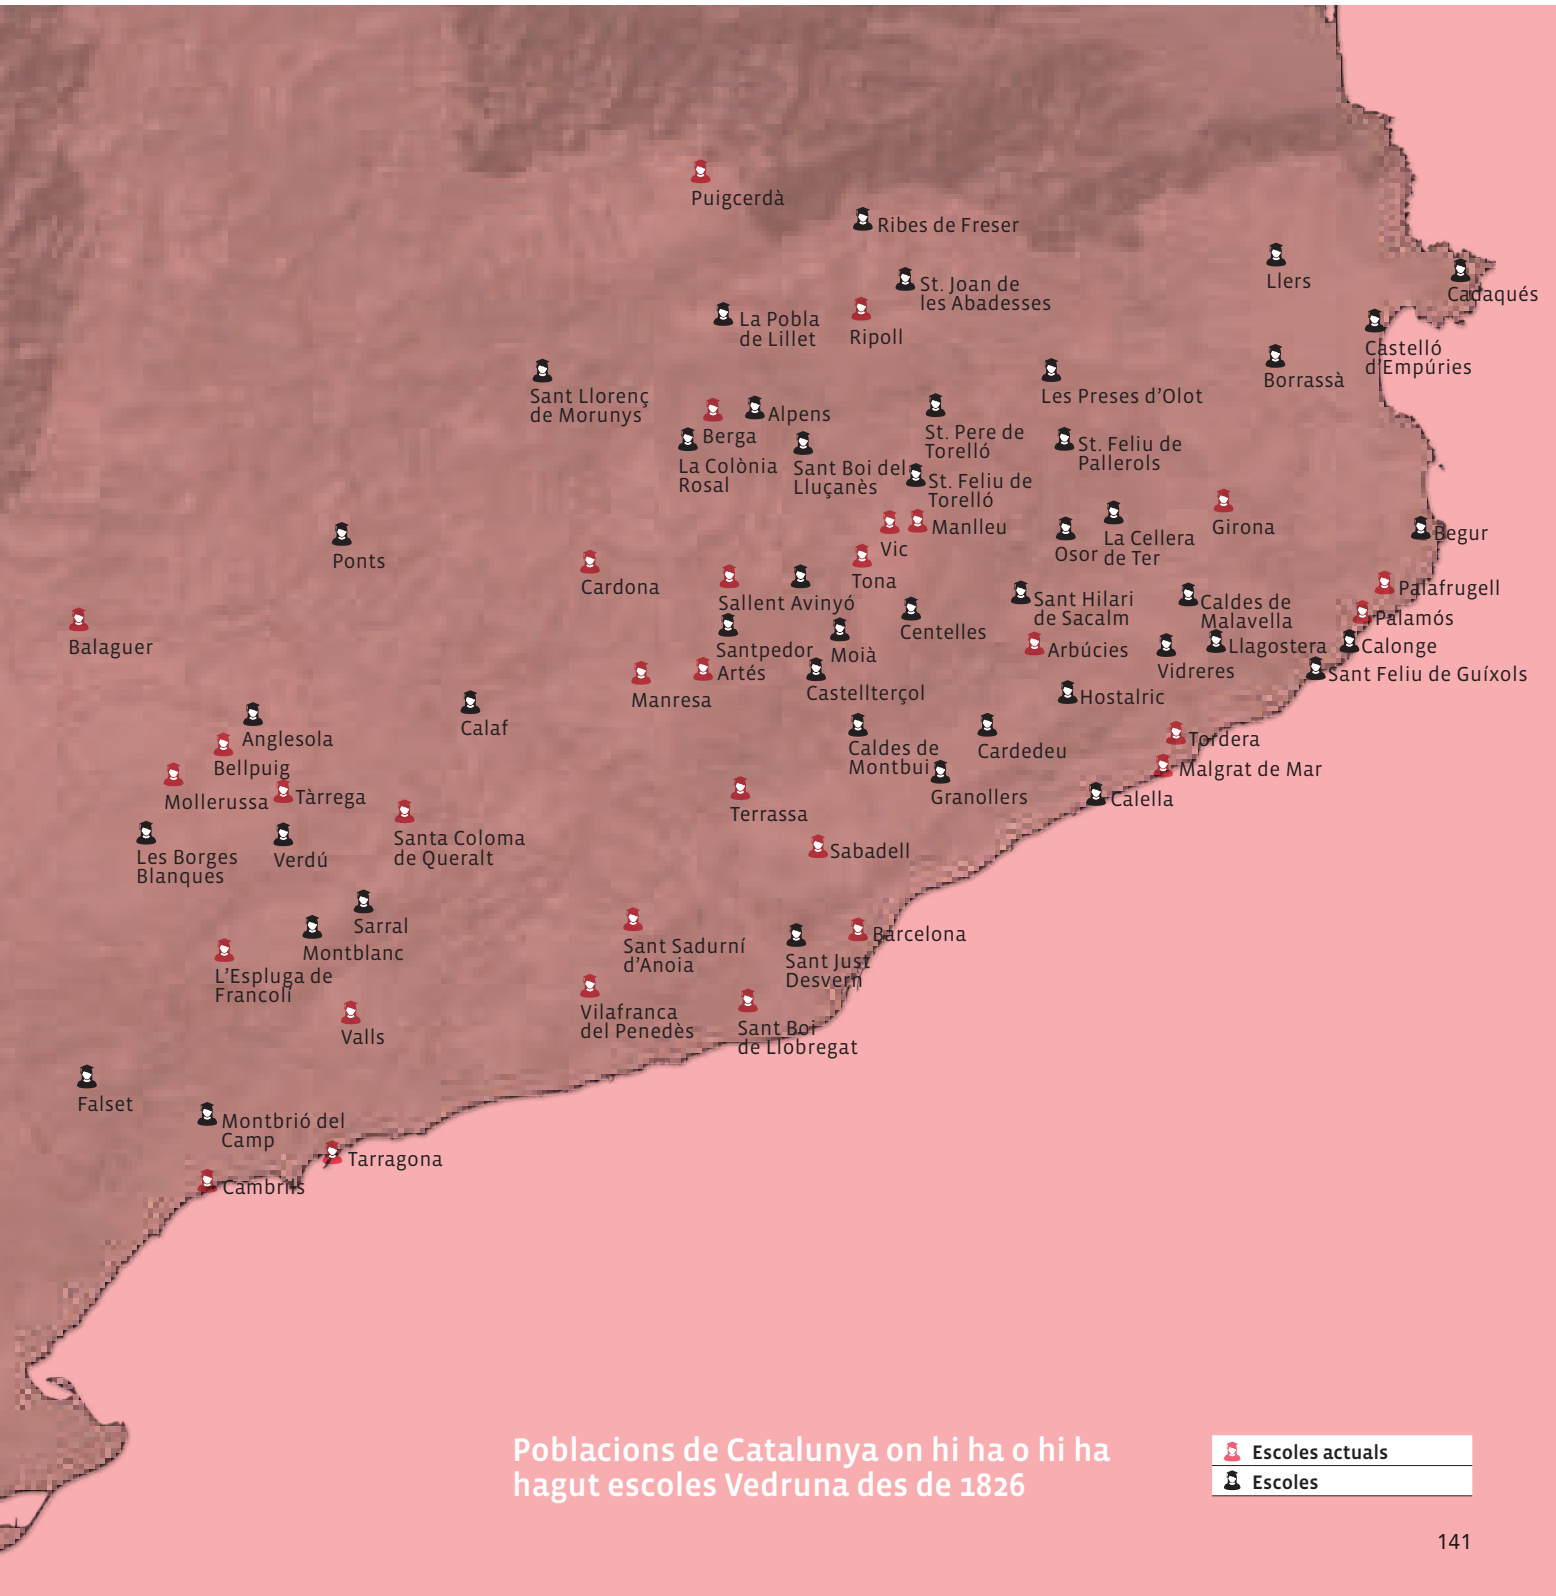 Puigcerdà
Ribes de Freser
Llers
Cadaqués
St. Joan de
les Abadesses
La Pobla
de Lillet
Ripoll
Castelló
d'Empúries
Borrassà
Sant Llorenç
de Morunys
Les Preses d'Olot
Alpens
Berga
St. Pere de
Torelló
St. Feliu de
Pallerols
La Colònia
Rosal
Sant Boi del
Lluçanès
St. Feliu de
Torelló
Manlleu
Girona
Begur
Vic
Osor
La Cellera
de Ter
Ponts
Tona
Cardona
Palafrugell
Sallent
Avinyó
Sant Hilari
de Sacalm
Caldes de
Malavella
Palamós
Centelles
Balaguer
Santpedor
Moià
Arbúcies
Llagostera
Calonge
Vidreres
Artés
Sant Feliu de Guíxols
Manresa
Castellterçol
Hostalric
Calaf
Anglesola
Caldes de
Montbui
Cardedeu
Tordera
Bellpuig
Malgrat de Mar
Mollerussa
Tàrrega
Granollers
Calella
Terrassa
Santa Coloma
de Queralt
Sabadell
Les Borges
Blanques
Verdú
Sarral
Barcelona
Montblanc
Sant Sadurní
d'Anoia
Sant Just
Desvern
L'Espluga de
Francolí
Vilafranca
del Penedès
Sant Boi
de Llobregat
Valls
Falset
Montbrió del
Camp
Tarragona
Cambrils
Poblacions de Catalunya on hi ha o hi ha
hagut escoles Vedruna des de 1826
Escoles actuals
Escoles
141